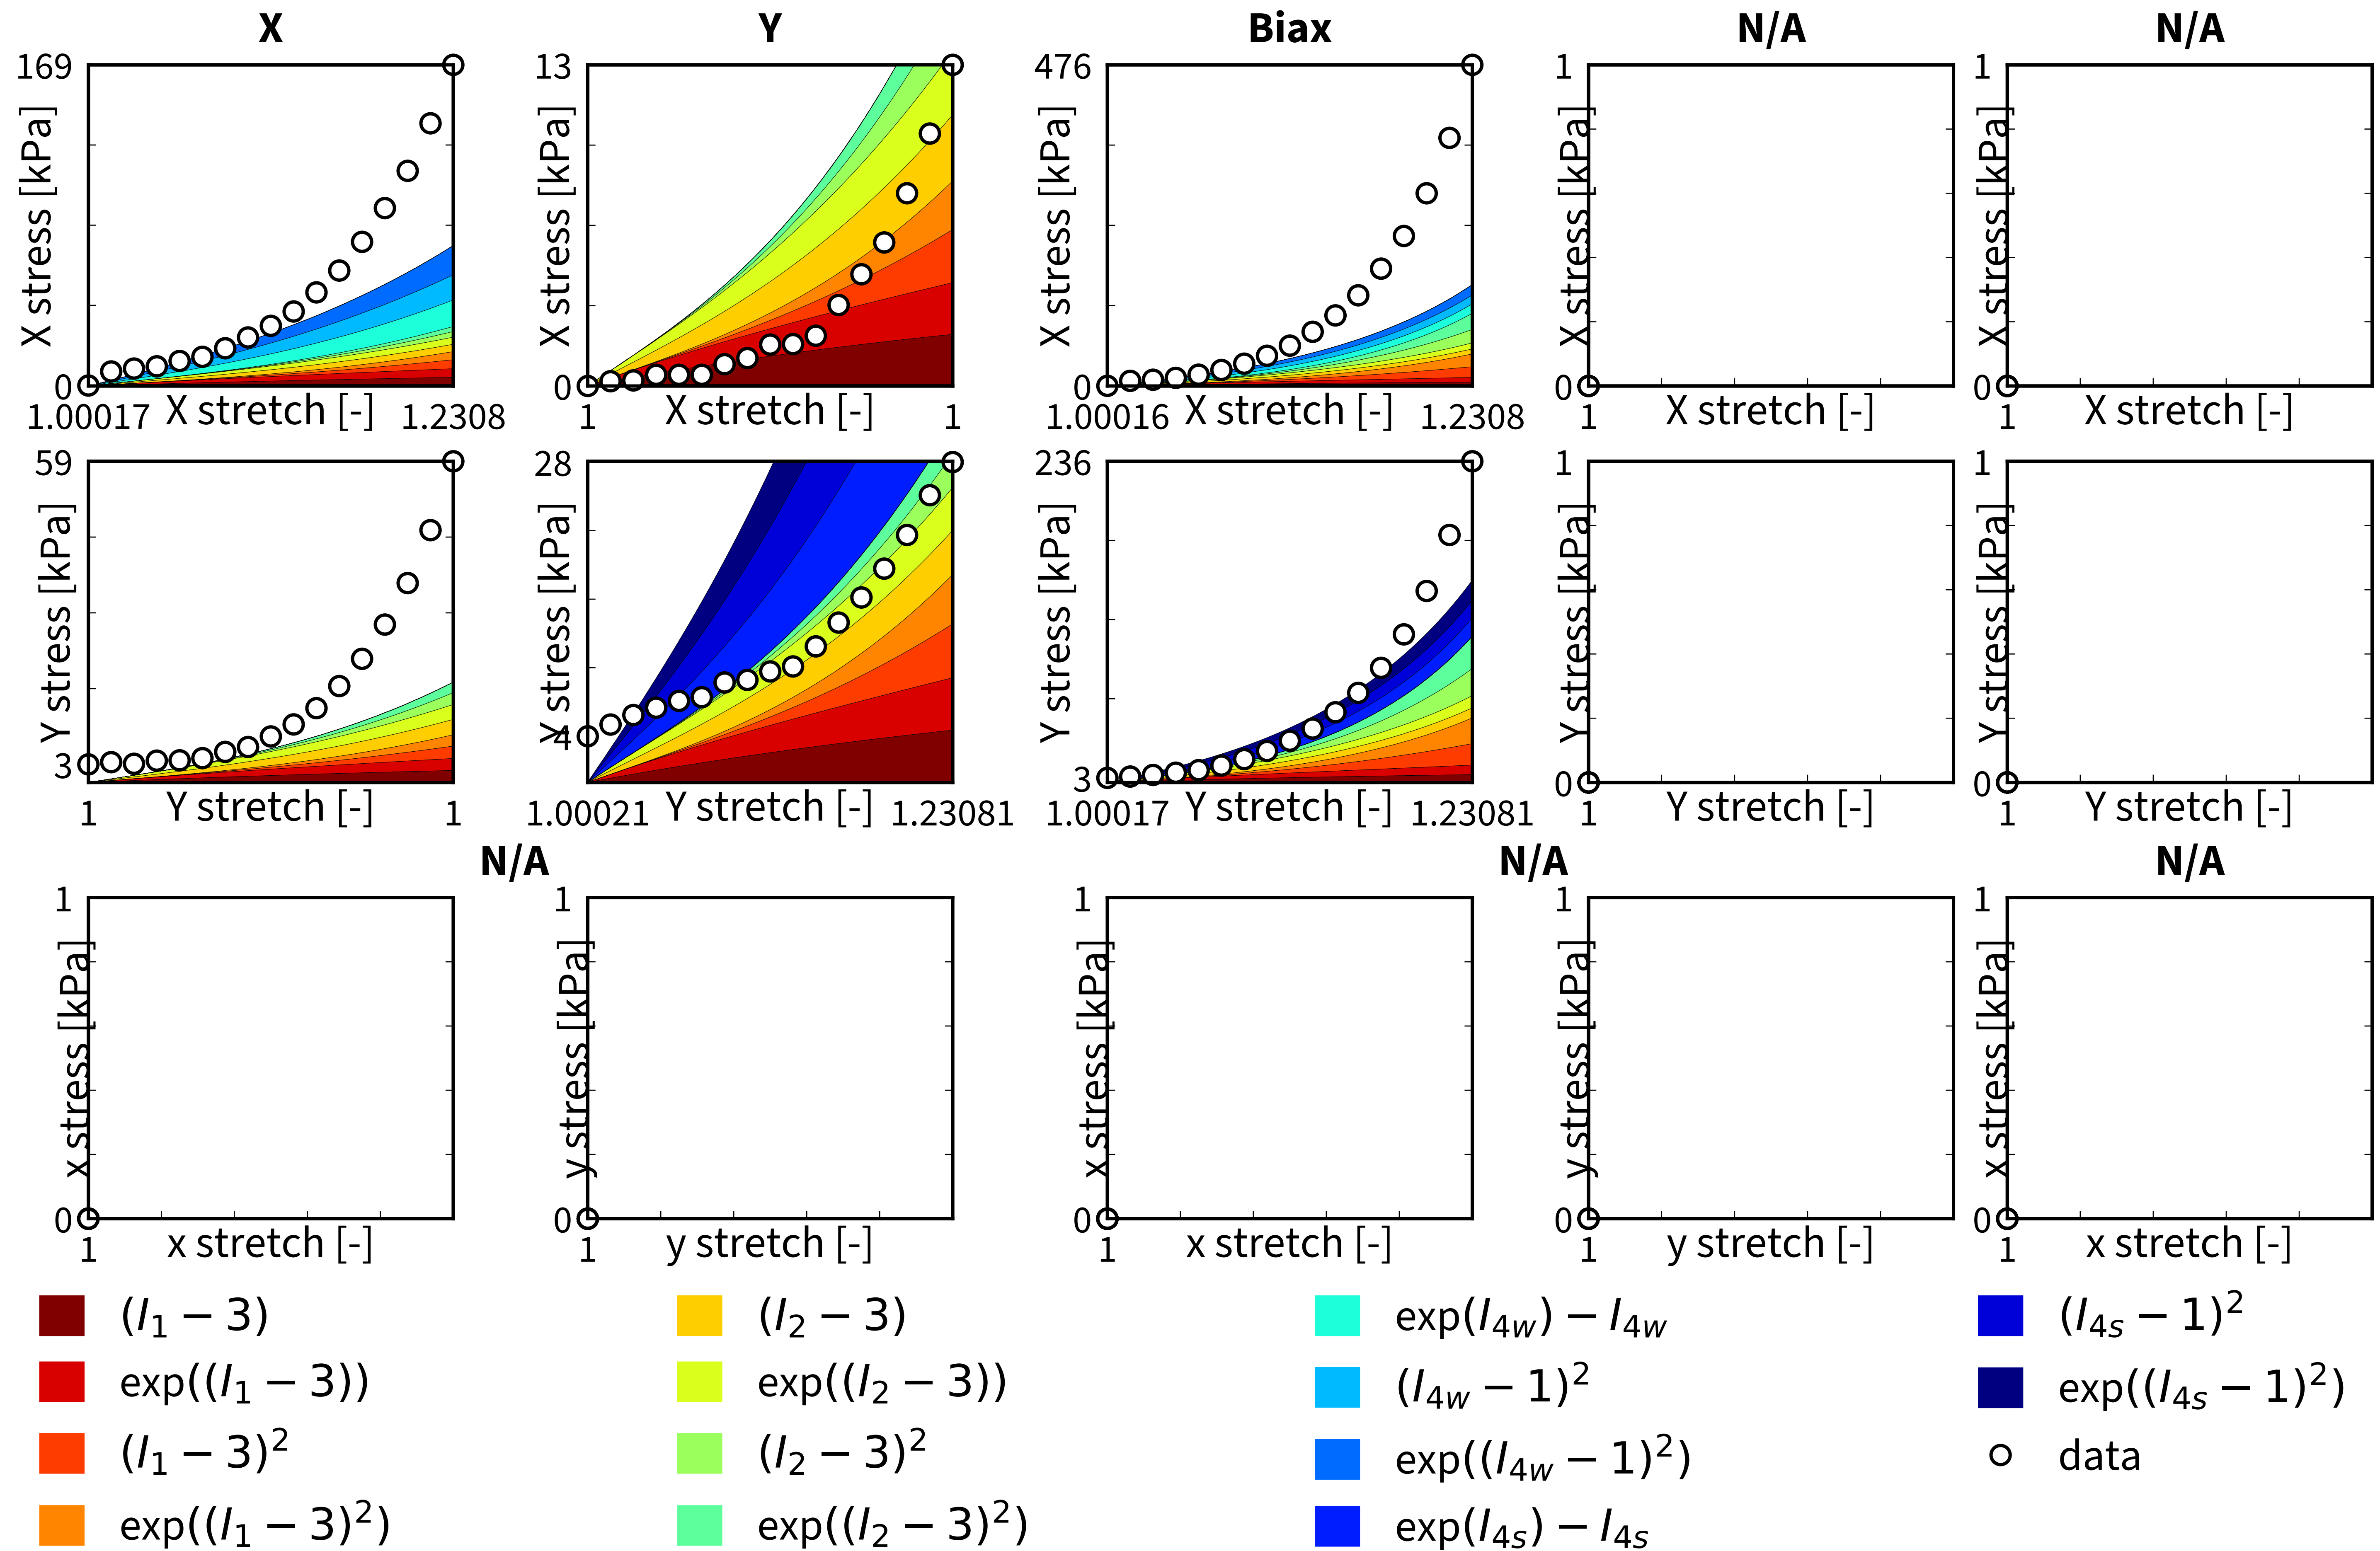 X
Y
Biax
N/A
N/A
169
X stress [kPa]
0
1.00017
X stretch [-]
1.2308
13
X stress [kPa]
0
1
X stretch [-]
1
476
X stress [kPa]
0
1.00016
X stretch [-]
1.2308
1
X stress [kPa]
0
1
X stretch [-]
1
X stress [kPa]
0
1
X stretch [-]
59
Y stress [kPa]
3
1
Y stretch [-]
1
28
Y stress [kPa]
4
1.00021
Y stretch [-]
1.23081
236
Y stress [kPa]
3
1.00017
Y stretch [-]
1.23081
1
Y stress [kPa]
0
1
Y stretch [-]
1
Y stress [kPa]
0
1
Y stretch [-]
N/A
N/A
N/A
1
x stress [kPa]
0
1
x stretch [-]
1
y stress [kPa]
0
1
y stretch [-]
1
x stress [kPa]
0
1
x stretch [-]
1
y stress [kPa]
0
1
y stretch [-]
1
x stress [kPa]
0
1
x stretch [-]
(I₁ − 3)
exp((I₁ − 3))
(I₁ − 3)²
exp((I₁ − 3)²)
(I₂ − 3)
exp((I₂ − 3))
(I₂ − 3)²
exp((I₂ − 3)²)
exp(I₄w) − I₄w
(I₄w − 1)²
exp((I₄w − 1)²)
exp(I₄s) − I₄s
(I₄s − 1)²
exp((I₄s − 1)²)
data